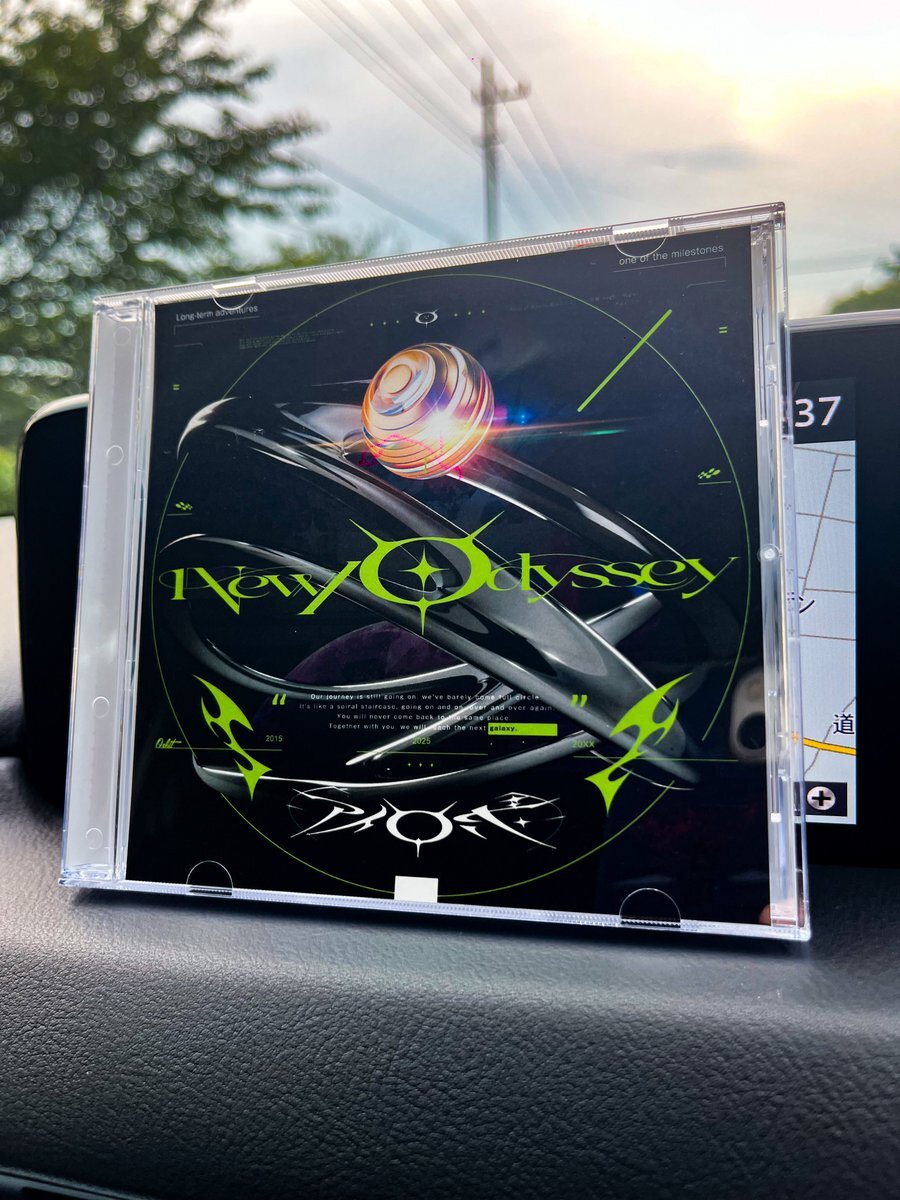 Long-term adventures
one of the milestones
37
New Odyssey
“ Our journey is still going on, we've barely come full circle. ”
It's like a spiral staircase, going on and on, over and over again.
You will never come back to the same place.
Together with you, we will reach the next galaxy.
2015
2025
20XX
Orbit
道